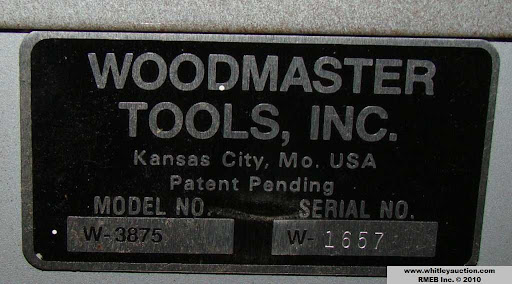 WOODMASTER
TOOLS, INC.
Kansas City, Mo. USA
Patent Pending
MODEL NO. SERIAL NO.
W-3875 W- 1657
www.whitleyauction.com
RMEB Inc. © 2010